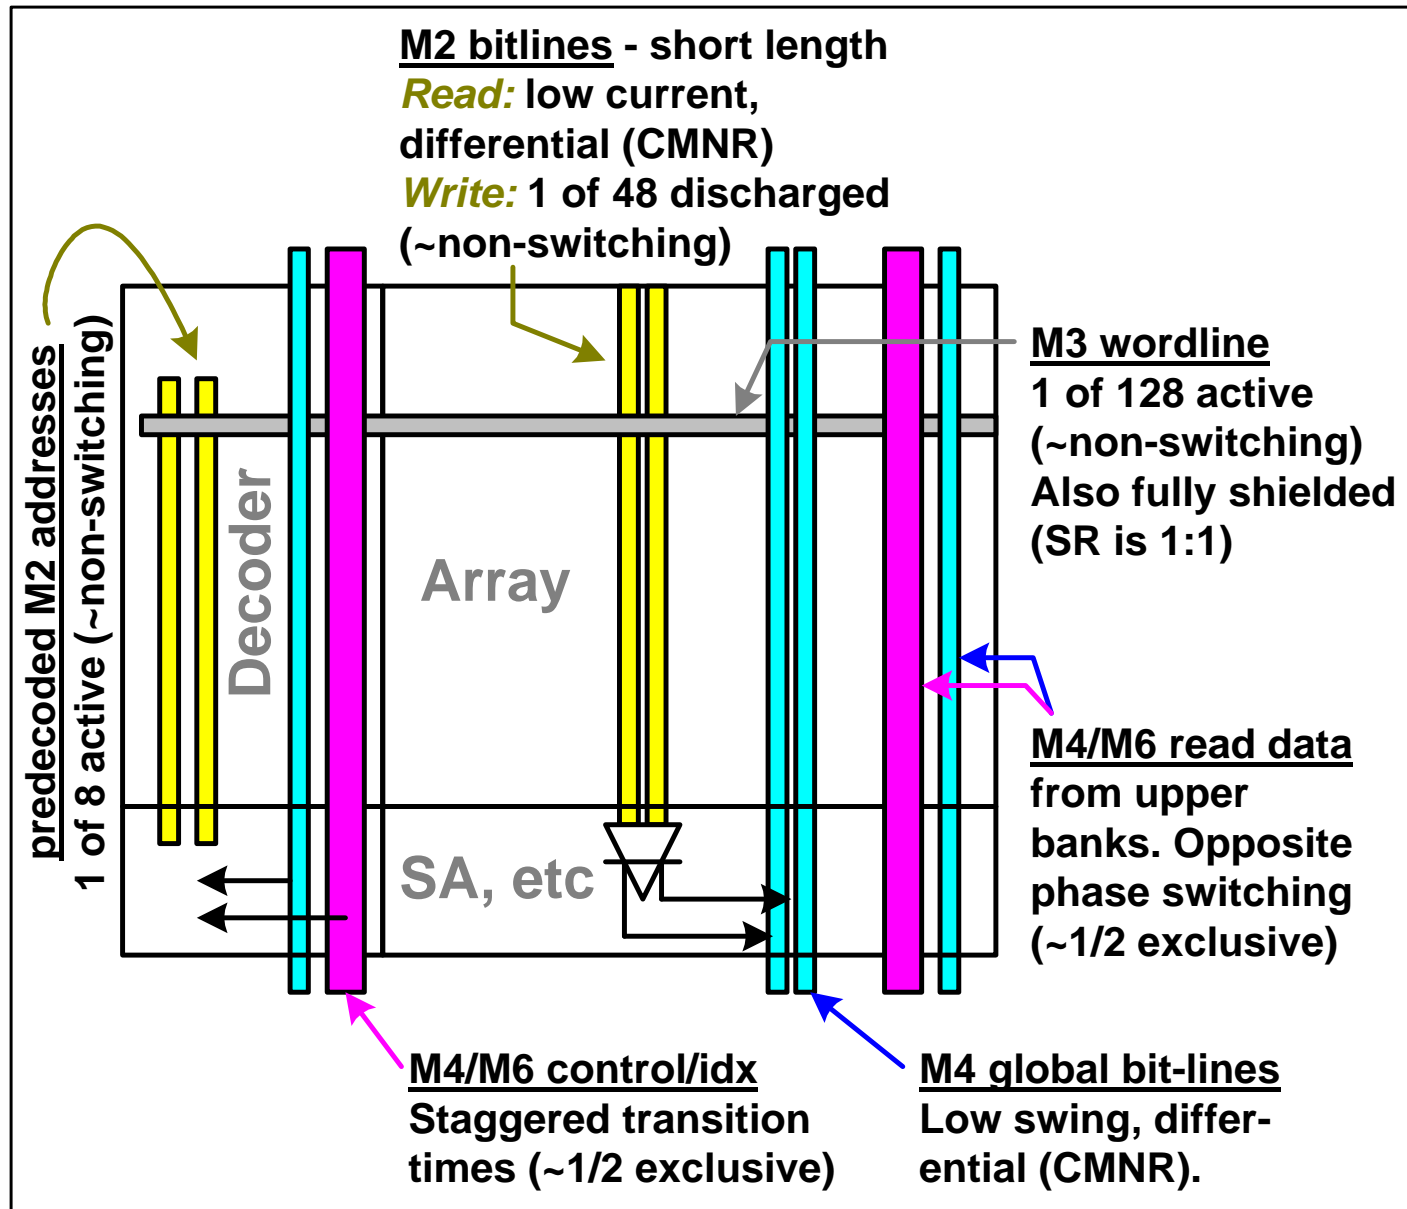 M2 bitlines - short length
Read: low current,
differential (CMNR)
Write: 1 of 48 discharged
(~non-switching)
predecoded M2 addresses
1 of 8 active (~non-switching)
Decoder
Array
SA, etc
M3 wordline
1 of 128 active
(~non-switching)
Also fully shielded
(SR is 1:1)
M4/M6 read data
from upper
banks. Opposite
phase switching
(~1/2 exclusive)
M4/M6 control/idx
Staggered transition
times (~1/2 exclusive)
M4 global bit-lines
Low swing, differ-
ential (CMNR).